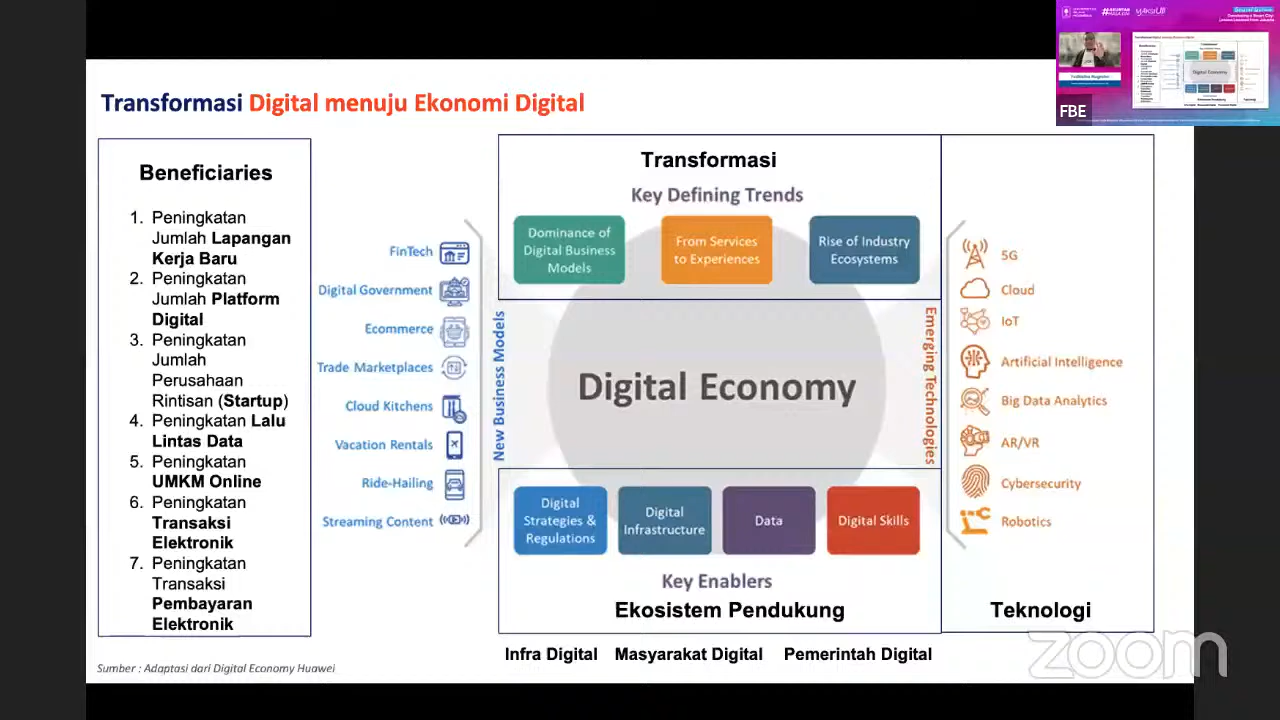 Transformasi Digital menuju Ekonomi Digital
FBE
Beneficiaries
1. Peningkatan
Jumlah Lapangan
Kerja Baru
2. Peningkatan
Jumlah Platform
Digital
3. Peningkatan
Jumlah
Perusahaan
Rintisan (Startup)
4. Peningkatan Lalu
Lintas Data
5. Peningkatan
UMKM Online
6. Peningkatan
Transaksi
Elektronik
7. Peningkatan
Transaksi
Pembayaran
Elektronik
FinTech
Digital Government
Ecommerce
Trade Marketplaces
Cloud Kitchens
Vacation Rentals
Ride-Hailing
Streaming Content
New Business Models
Transformasi
Key Defining Trends
Dominance of
Digital Business
Models
From Services
to Experiences
Rise of Industry
Ecosystems
Digital Economy
Emerging Technologies
Digital
Strategies &
Regulations
Digital
Infrastructure
Data
Digital Skills
Key Enablers
Ekosistem Pendukung
5G
Cloud
IoT
Artificial Intelligence
Big Data Analytics
AR/VR
Cybersecurity
Robotics
Teknologi
Infra Digital Masyarakat Digital Pemerintah Digital
Sumber : Adaptasi dari Digital Economy Huawei
zoom